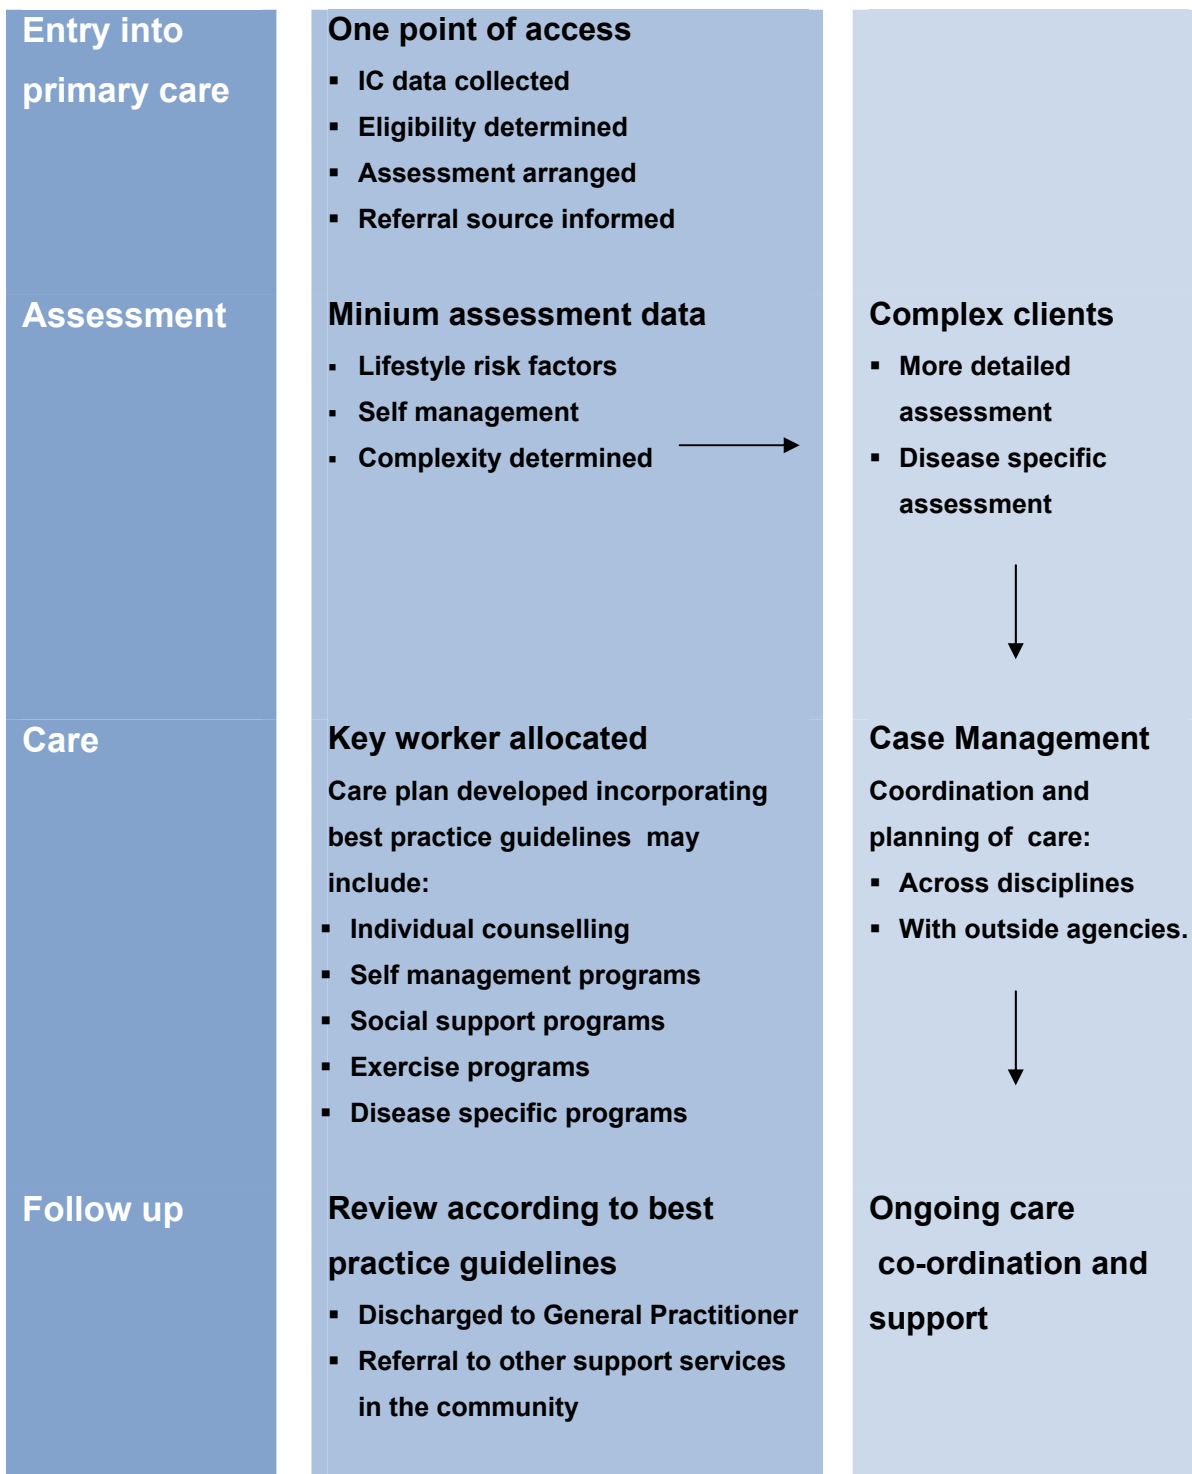 Entry into
primary care
One point of access
▪ IC data collected
▪ Eligibility determined
▪ Assessment arranged
▪ Referral source informed
Assessment
Minium assessment data
▪ Lifestyle risk factors
▪ Self management
▪ Complexity determined
Complex clients
▪ More detailed
assessment
▪ Disease specific
assessment
Care
Key worker allocated
Care plan developed incorporating
best practice guidelines may
include:
▪ Individual counselling
▪ Self management programs
▪ Social support programs
▪ Exercise programs
▪ Disease specific programs
Case Management
Coordination and
planning of care:
▪ Across disciplines
▪ With outside agencies.
Follow up
Review according to best
practice guidelines
▪ Discharged to General Practitioner
▪ Referral to other support services
in the community
Ongoing care
co-ordination and
support